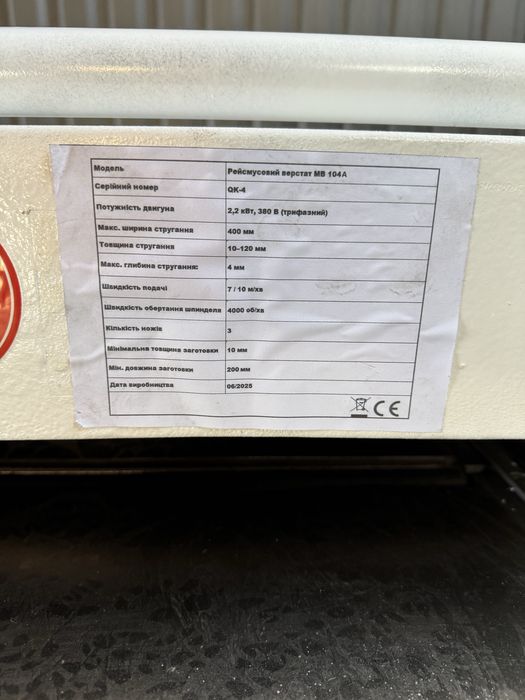 Модель Рейсмусовий верстат МВ 104А
Серійний номер QK-4
Потужність двигуна 2,2 кВт, 380 В (трифазний)
Макс. ширина стругання 400 мм
Товщина стругання 10-120 мм
Макс. глибина стругання: 4 мм
Швидкість подачі 7 / 10 м/хв
Швидкість обертання шпинделя 4000 об/хв
Кількість ножів 3
Мінімальна товщина заготовки 10 мм
Мін. довжина заготовки 200 мм
Дата виробництва 06/2025
CE